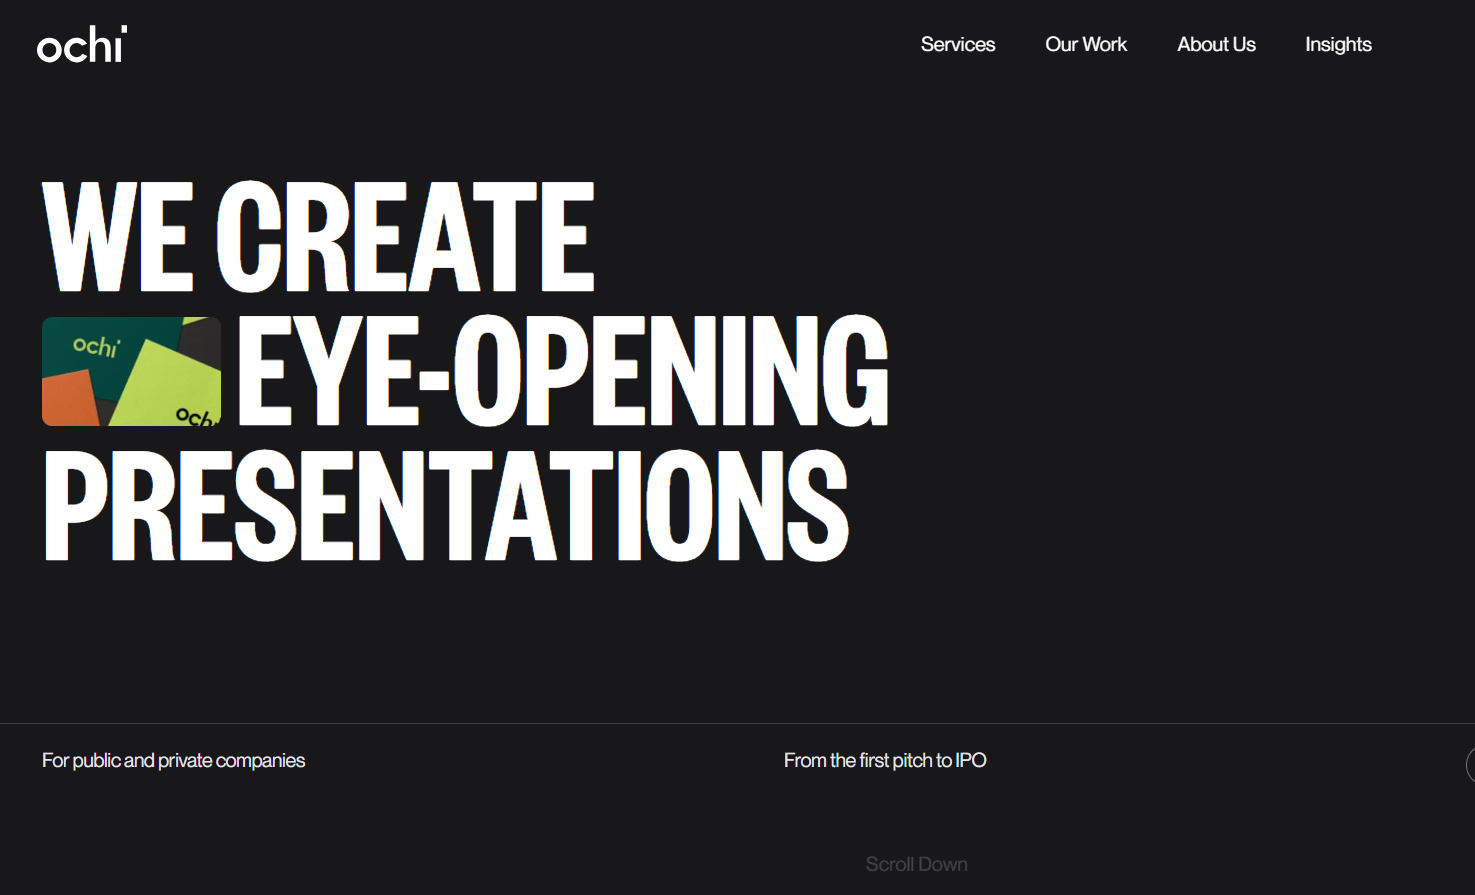 ochi
Services Our Work About Us Insights
WE CREATE
ochi
ochi
EYE-OPENING
PRESENTATIONS
For public and private companies
From the first pitch to IPO
Scroll Down